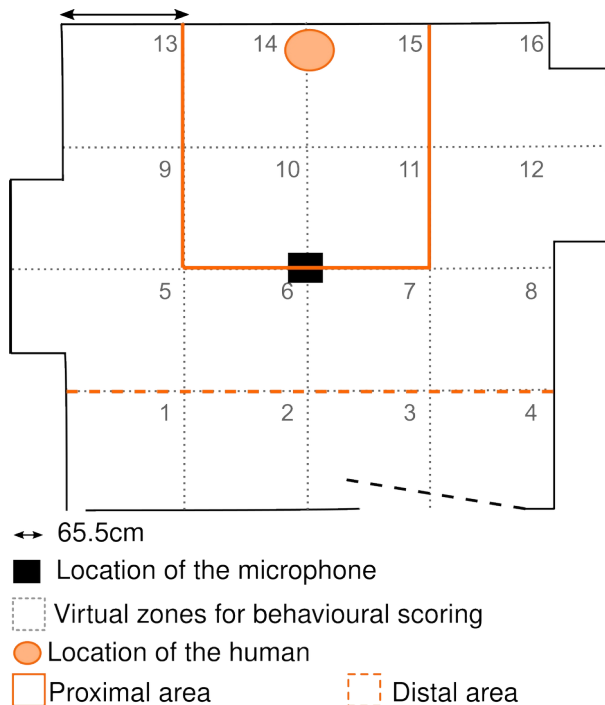 13 14 15 16
9 10 11 12
5 6 7 8
1 2 3 4
65.5cm
Location of the microphone
Virtual zones for behavioural scoring
Location of the human
Proximal area Distal area